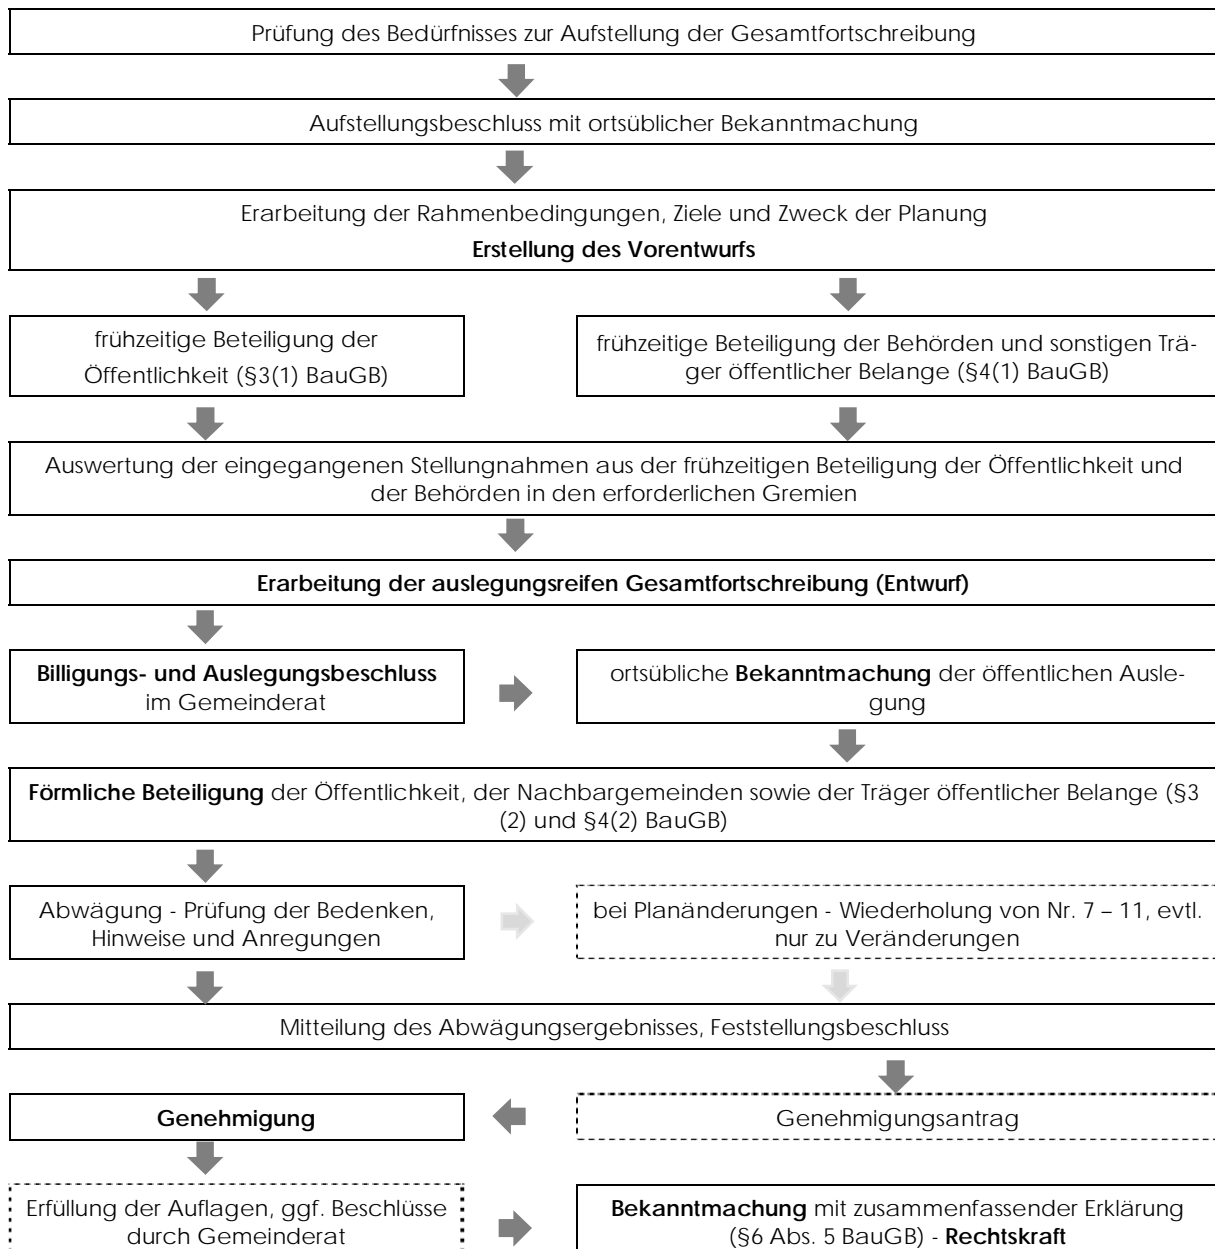 Prüfung des Bedürfnisses zur Aufstellung der Gesamtfortschreibung
Aufstellungsbeschluss mit ortsüblicher Bekanntmachung
Erarbeitung der Rahmenbedingungen, Ziele und Zweck der Planung
Erstellung des Vorentwurfs
frühzeitige Beteiligung der
Öffentlichkeit (§3(1) BauGB)
frühzeitige Beteiligung der Behörden und sonstigen Trä-
ger öffentlicher Belange (§4(1) BauGB)
Auswertung der eingegangenen Stellungnahmen aus der frühzeitigen Beteiligung der Öffentlichkeit und
der Behörden in den erforderlichen Gremien
Erarbeitung der auslegungsreifen Gesamtfortschreibung (Entwurf)
Billigungs- und Auslegungsbeschluss
im Gemeinderat
ortsübliche Bekanntmachung der öffentlichen Ausle-
gung
Förmliche Beteiligung der Öffentlichkeit, der Nachbargemeinden sowie der Träger öffentlicher Belange (§3
(2) und §4(2) BauGB)
Abwägung - Prüfung der Bedenken,
Hinweise und Anregungen
bei Planänderungen - Wiederholung von Nr. 7 – 11, evtl.
nur zu Veränderungen
Mitteilung des Abwägungsergebnisses, Feststellungsbeschluss
Genehmigung
Genehmigungsantrag
Erfüllung der Auflagen, ggf. Beschlüsse
durch Gemeinderat
Bekanntmachung mit zusammenfassender Erklärung
(§6 Abs. 5 BauGB) - Rechtskraft